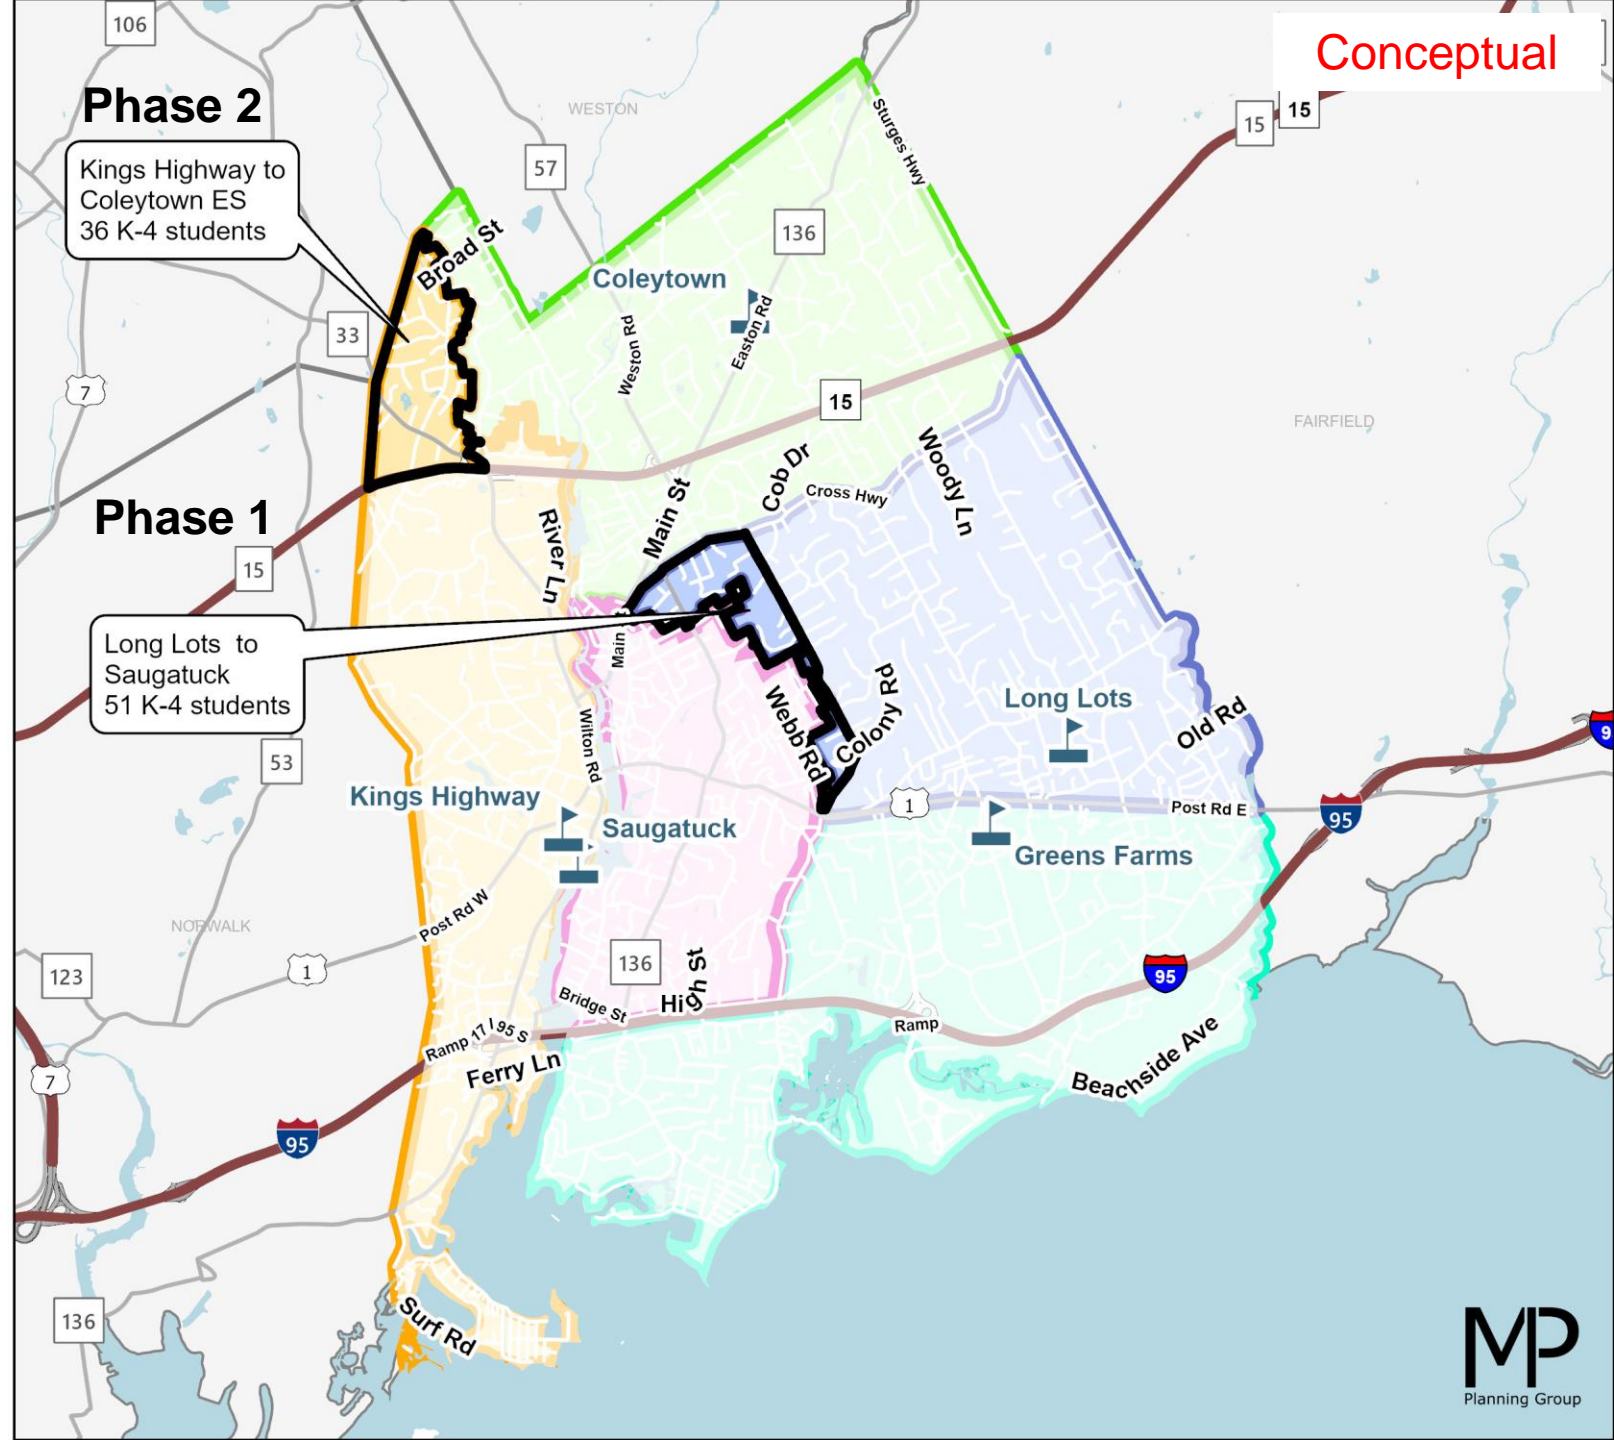 106
Conceptual
Phase 2
WESTON
Sturges Hwy
15
15
Kings Highway to
Coleytown ES
36 K-4 students
57
136
Broad St
Coleytown
33
Weston Rd
Easton Rd
7
15
FAIRFIELD
Woody Ln
Cob Dr
Cross Hwy
Phase 1
Main St
River Ln
15
Long Lots to
Saugatuck
51 K-4 students
Main
Webb Rd
Colony Rd
Long Lots
Old Rd
Wilton Rd
9
53
Kings Highway
1
Post Rd E
95
Saugatuck
Greens Farms
Post Rd W
NORWALK
123
1
136
High St
95
Bridge St
Ramp
Ramp 17 I 95 S
Ferry Ln
Beachside Ave
7
95
136
Surf Rd
MP
Planning Group